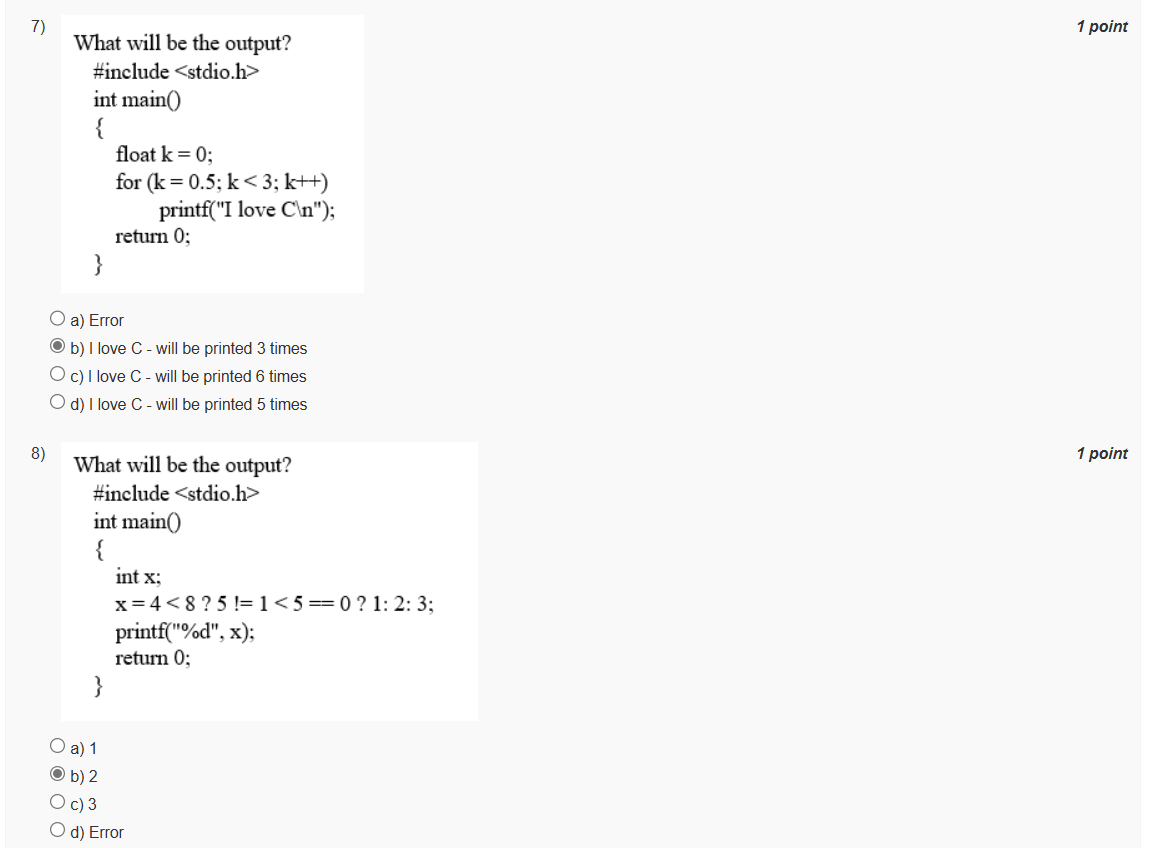 7)
1 point
What will be the output?
#include <stdio.h>
int main()
{
float k = 0;
for (k = 0.5; k < 3; k++)
printf("I love C\n");
return 0;
}
a) Error
b) I love C - will be printed 3 times
c) I love C - will be printed 6 times
d) I love C - will be printed 5 times
8)
1 point
What will be the output?
#include <stdio.h>
int main()
{
int x;
x = 4 < 8 ? 5 != 1 < 5 == 0 ? 1: 2: 3;
printf("%d", x);
return 0;
}
a) 1
b) 2
c) 3
d) Error